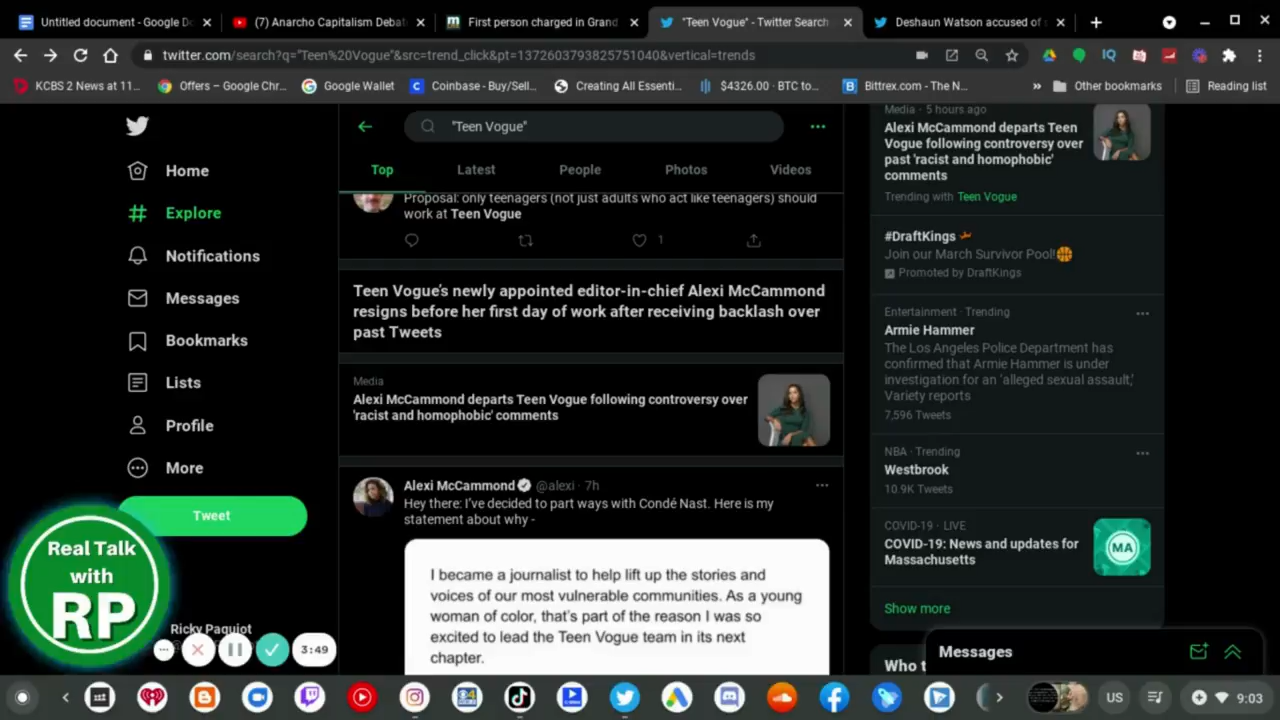 Untitled document - Google Do
(7) Anarcho Capitalism Debat
First person charged in Grand
"Teen Vogue" - Twitter Search
Deshaun Watson accused of s
twitter.com/search?q="Teen%20Vogue"&src=trend_click&pt=1372603793825751040&vertical=trends
KCBS 2 News at 11...
Offers – Google Chr...
Google Wallet
Coinbase - Buy/Sell...
Creating All Essenti...
$4326.00 · BTC to...
Bittrex.com - The N...
Other bookmarks
Reading list
Home
Explore
Notifications
Messages
Bookmarks
Lists
Profile
More
Tweet
Real Talk
with
RP
Ricky Paquiot
3:49
"Teen Vogue"
Top
Latest
People
Photos
Videos
Proposal: only teenagers (not just adults who act like teenagers) should
work at Teen Vogue
1
Teen Vogue's newly appointed editor-in-chief Alexi McCammond
resigns before her first day of work after receiving backlash over
past Tweets
Media
Alexi McCammond departs Teen Vogue following controversy over
'racist and homophobic' comments
Alexi McCammond @alexi · 7h
Hey there: I've decided to part ways with Condé Nast. Here is my
statement about why -
I became a journalist to help lift up the stories and
voices of our most vulnerable communities. As a young
woman of color, that's part of the reason I was so
excited to lead the Teen Vogue team in its next
chapter.
Media · 5 hours ago
Alexi McCammond departs Teen
Vogue following controversy over
past 'racist and homophobic'
comments
Trending with Teen Vogue
#DraftKings
Join our March Survivor Pool!
Promoted by DraftKings
Entertainment · Trending
Armie Hammer
The Los Angeles Police Department has
confirmed that Armie Hammer is under
investigation for an 'alleged sexual assault,'
Variety reports
7,596 Tweets
NBA · Trending
Westbrook
10.9K Tweets
COVID-19 · LIVE
COVID-19: News and updates for
Massachusetts
MA
Show more
Who t
Messages
US
9:03